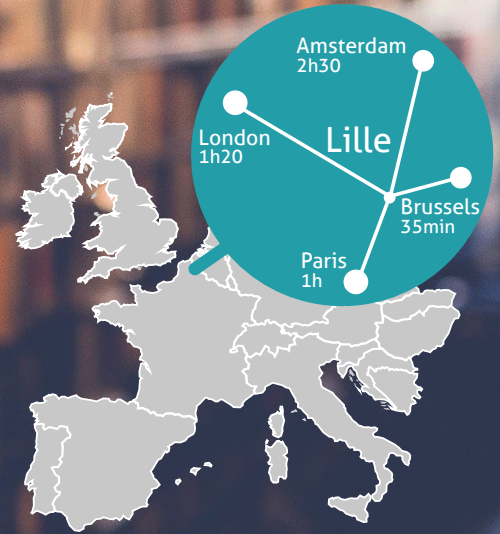 Amsterdam
2h30
London
1h20
Lille
Brussels
35min
Paris
1h